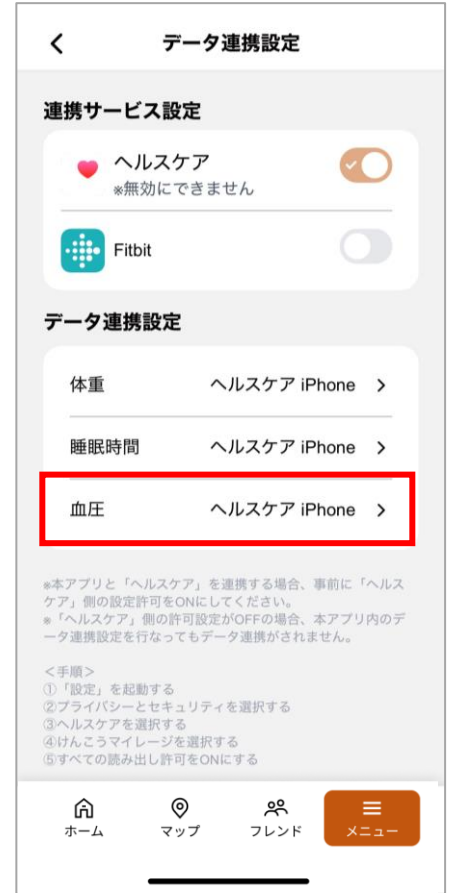 データ連携設定
連携サービス設定
ヘルスケア
※無効にできません
Fitbit
データ連携設定
体重 ヘルスケア iPhone
睡眠時間 ヘルスケア iPhone
血圧 ヘルスケア iPhone
※本アプリと「ヘルスケア」を連携する場合、事前に「ヘルス
ケア」側の設定許可をONにしてください。
※「ヘルスケア」側の許可設定がOFFの場合、本アプリ内のデ
ータ連携設定を行なってもデータ連携がされません。
＜手順＞
①「設定」を起動する
②プライバシーとセキュリティを選択する
③ヘルスケアを選択する
④けんこうマイレージを選択する
⑤すべての読み出し許可をONにする
ホーム マップ フレンド メニュー